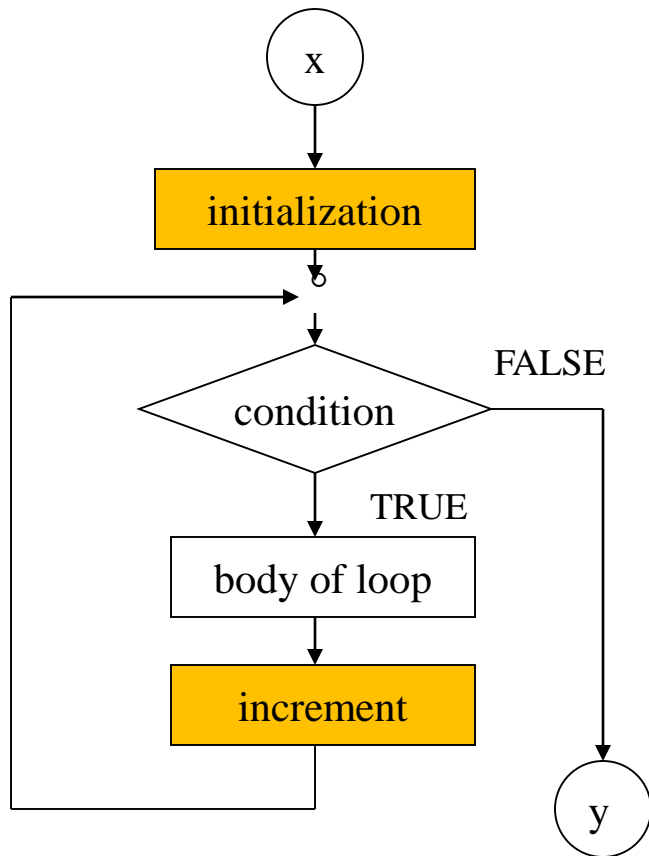 x
initialization
FALSE
condition
TRUE
body of loop
increment
y